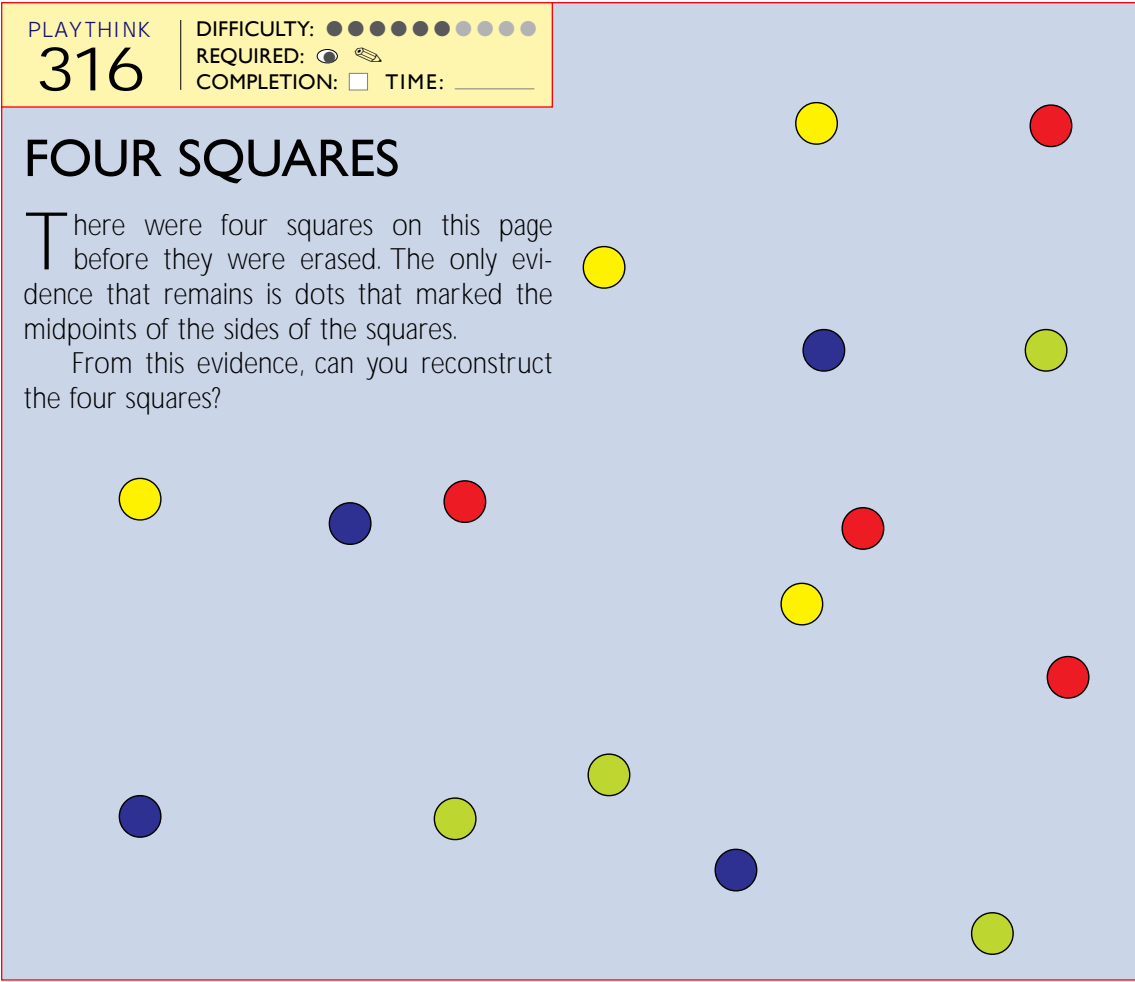 PLAYTHINK
316
DIFFICULTY:
REQUIRED:
COMPLETION: TIME:
FOUR SQUARES
There were four squares on this page
before they were erased. The only evi-
dence that remains is dots that marked the
midpoints of the sides of the squares.
From this evidence, can you reconstruct
the four squares?